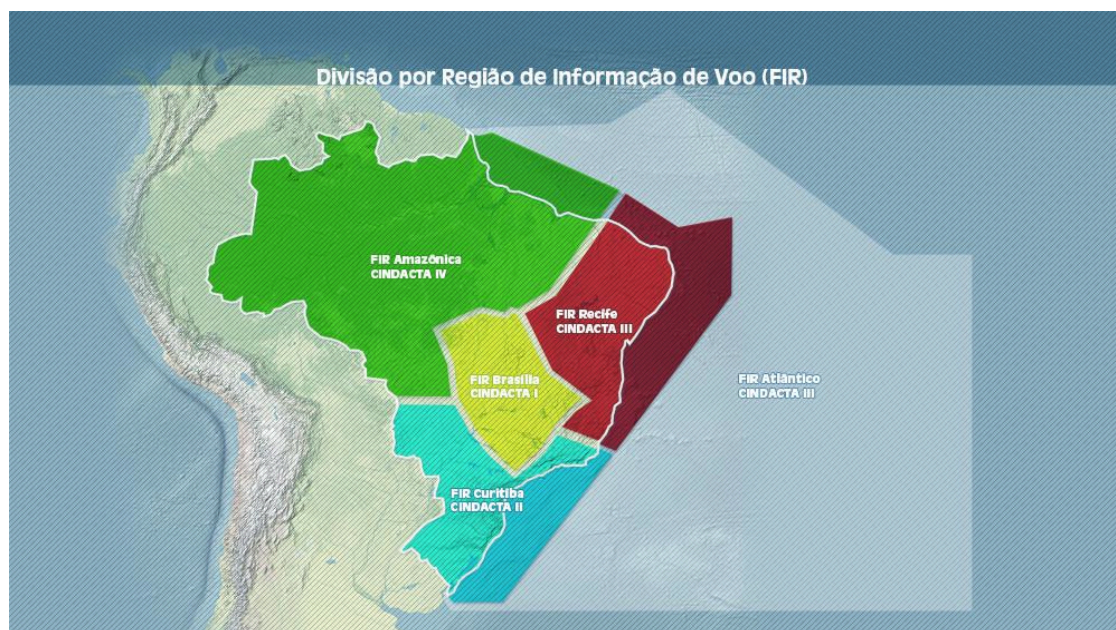 Divisão por Região de Informação de Voo (FIR)
FIR Amazônica
CINDACTA IV
FIR Recife
CINDACTA III
FIR Brasília
CINDACTA I
FIR Atlântico
CINDACTA III
FIR Curitiba
CINDACTA II